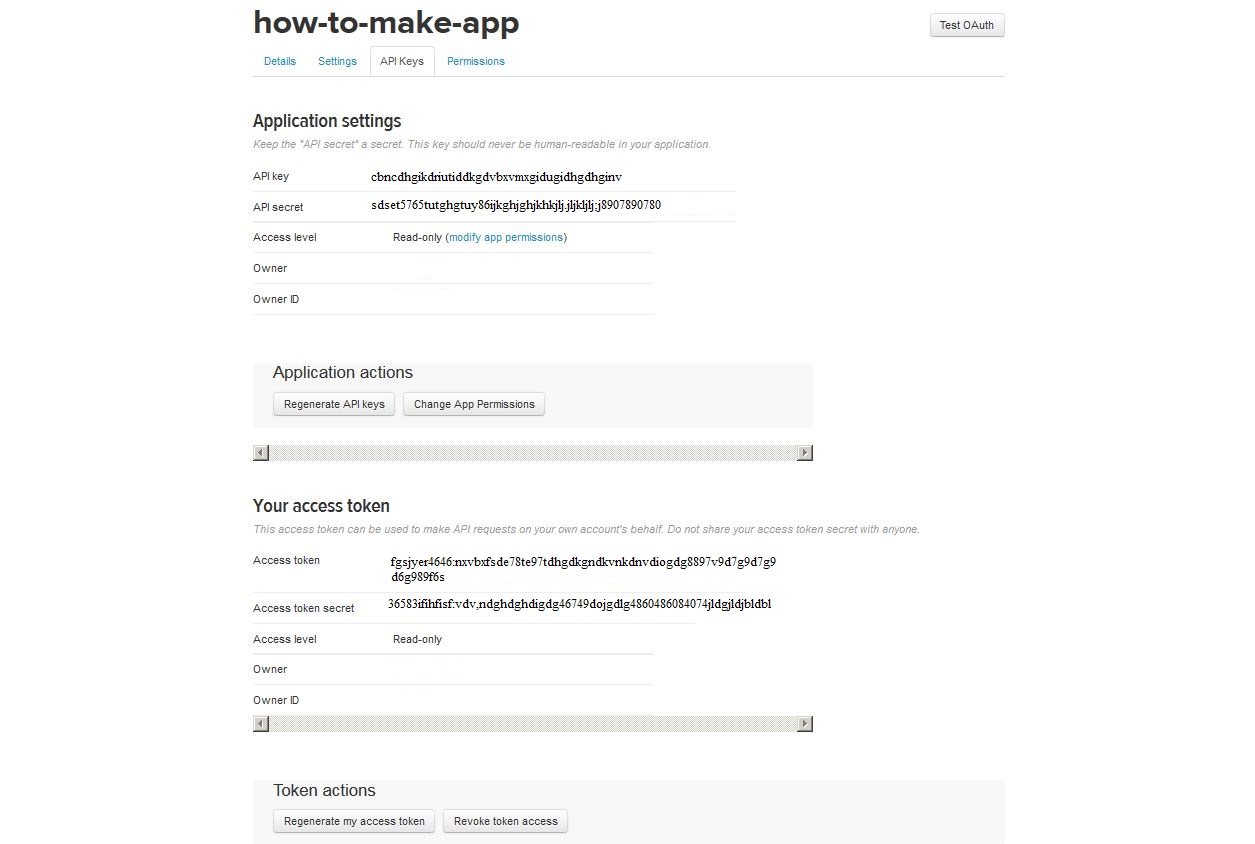 how-to-make-app
Test OAuth
Details Settings API Keys Permissions
Application settings
Keep the "API secret" a secret. This key should never be human-readable in your application.
API key cbncdhgikdriutiddkgdvbxvmxgidugidhgdhginv
API secret sdset5765tutghgtuy86ijkghjghjkhkjlj,jljkljlj;j8907890780
Access level Read-only (modify app permissions)
Owner
Owner ID
Application actions
Regenerate API keys Change App Permissions
Your access token
This access token can be used to make API requests on your own account's behalf. Do not share your access token secret with anyone.
Access token fgsjyer4646:nxvbxfsde78te97tdhgdkgndkvnkdnvdiogdg8897v9d7g9d7g9
d6g989f6s
Access token secret 36583ifihfisf:vdv,ndghdghdigdg46749dojgdlg4860486084074jldgjldjbldbl
Access level Read-only
Owner
Owner ID
Token actions
Regenerate my access token Revoke token access